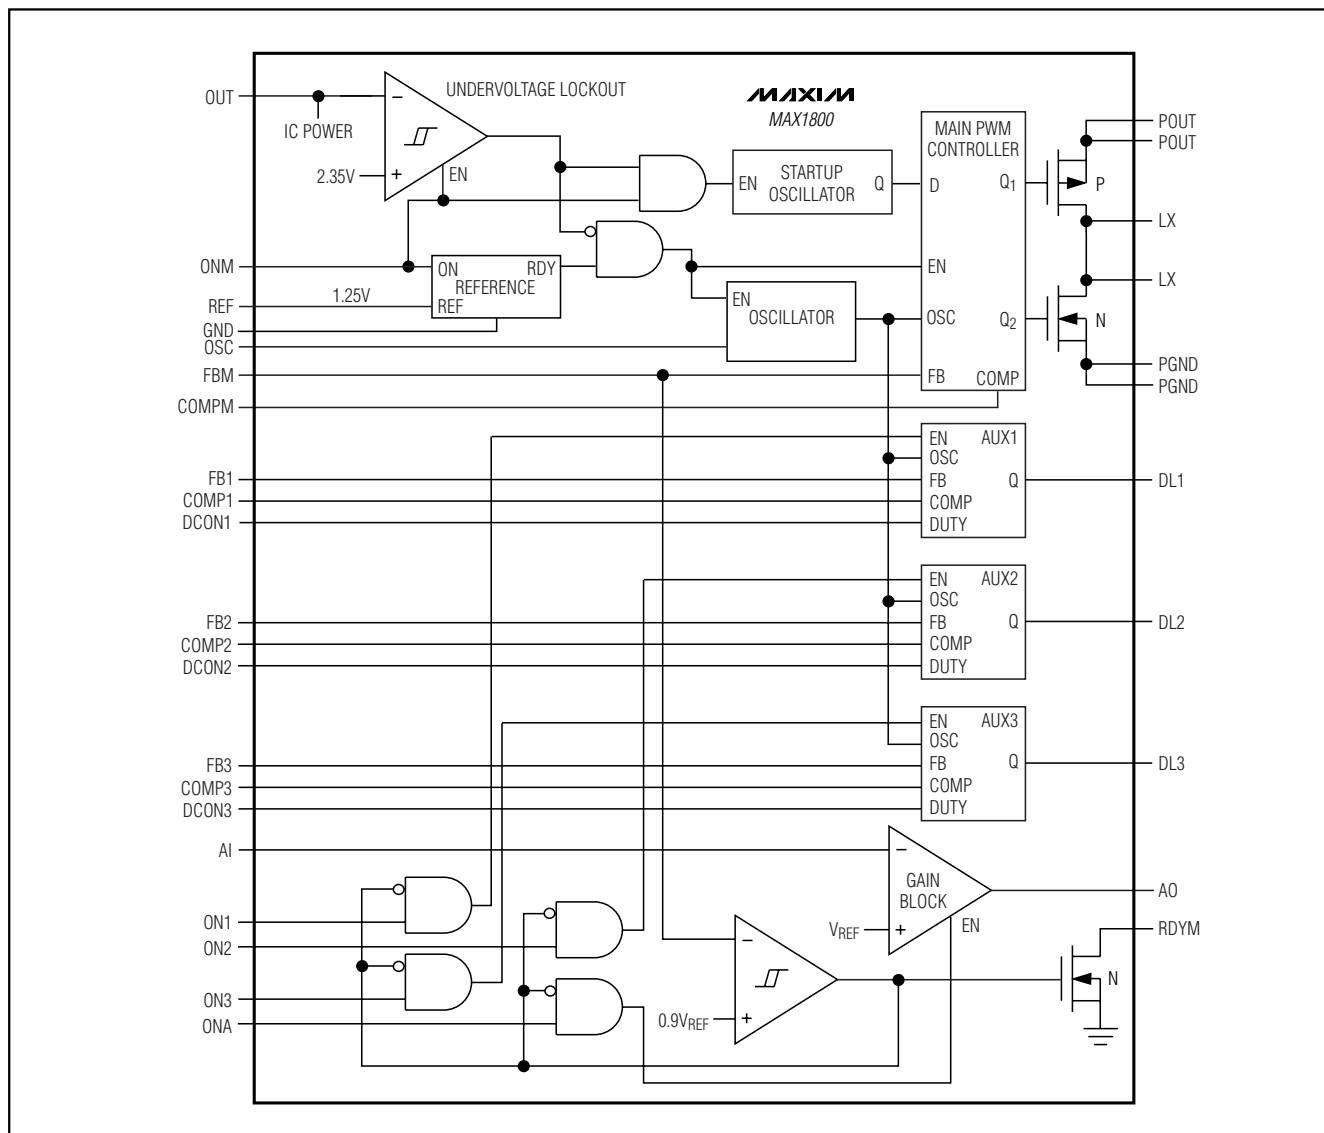 OUT
IC POWER
2.35V
UNDERVOLTAGE LOCKOUT
EN
MAXIM
MAX1800
EN
STARTUP
OSCILLATOR
Q
MAIN PWM
CONTROLLER
D
Q1
EN
OSC
Q2
FB
COMP
P
POUT
POUT
LX
LX
N
PGND
PGND
ONM
REF
GND
OSC
FBM
COMPM
1.25V
ON
RDY
REFERENCE
REF
EN
OSCILLATOR
FB1
COMP1
DCON1
EN
AUX1
OSC
FB
Q
COMP
DUTY
DL1
FB2
COMP2
DCON2
EN
AUX2
OSC
FB
Q
COMP
DUTY
DL2
FB3
COMP3
DCON3
EN
AUX3
OSC
FB
Q
COMP
DUTY
DL3
AI
GAIN
BLOCK
VREF
EN
AO
RDYM
N
ON1
ON2
ON3
ONA
0.9VREF